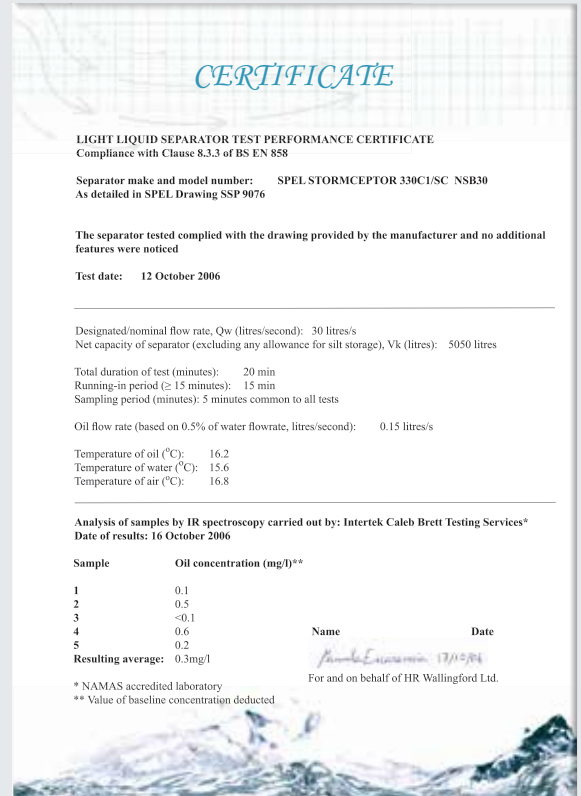 CERTIFICATE
LIGHT LIQUID SEPARATOR TEST PERFORMANCE CERTIFICATE
Compliance with Clause 8.3.3 of BS EN 858
Separator make and model number: SPEL STORMCEPTOR 330C1/SC NSB30
As detailed in SPEL Drawing SSP 9076
The separator tested complied with the drawing provided by the manufacturer and no additional
features were noticed
Test date: 12 October 2006
Designated/nominal flow rate, Qw (litres/second): 30 litres/s
Net capacity of separator (excluding any allowance for silt storage), Vk (litres): 5050 litres
Total duration of test (minutes): 20 min
Running-in period (≥ 15 minutes): 15 min
Sampling period (minutes): 5 minutes common to all tests
Oil flow rate (based on 0.5% of water flowrate, litres/second): 0.15 litres/s
Temperature of oil (°C): 16.2
Temperature of water (°C): 15.6
Temperature of air (°C): 16.8
Analysis of samples by IR spectroscopy carried out by: Intertek Caleb Brett Testing Services*
Date of results: 16 October 2006
Sample Oil concentration (mg/l)**
1 0.1
2 0.5
3 <0.1
4 0.6
5 0.2
Resulting average: 0.3mg/l
Name Date
17/10/06
For and on behalf of HR Wallingford Ltd.
* NAMAS accredited laboratory
** Value of baseline concentration deducted